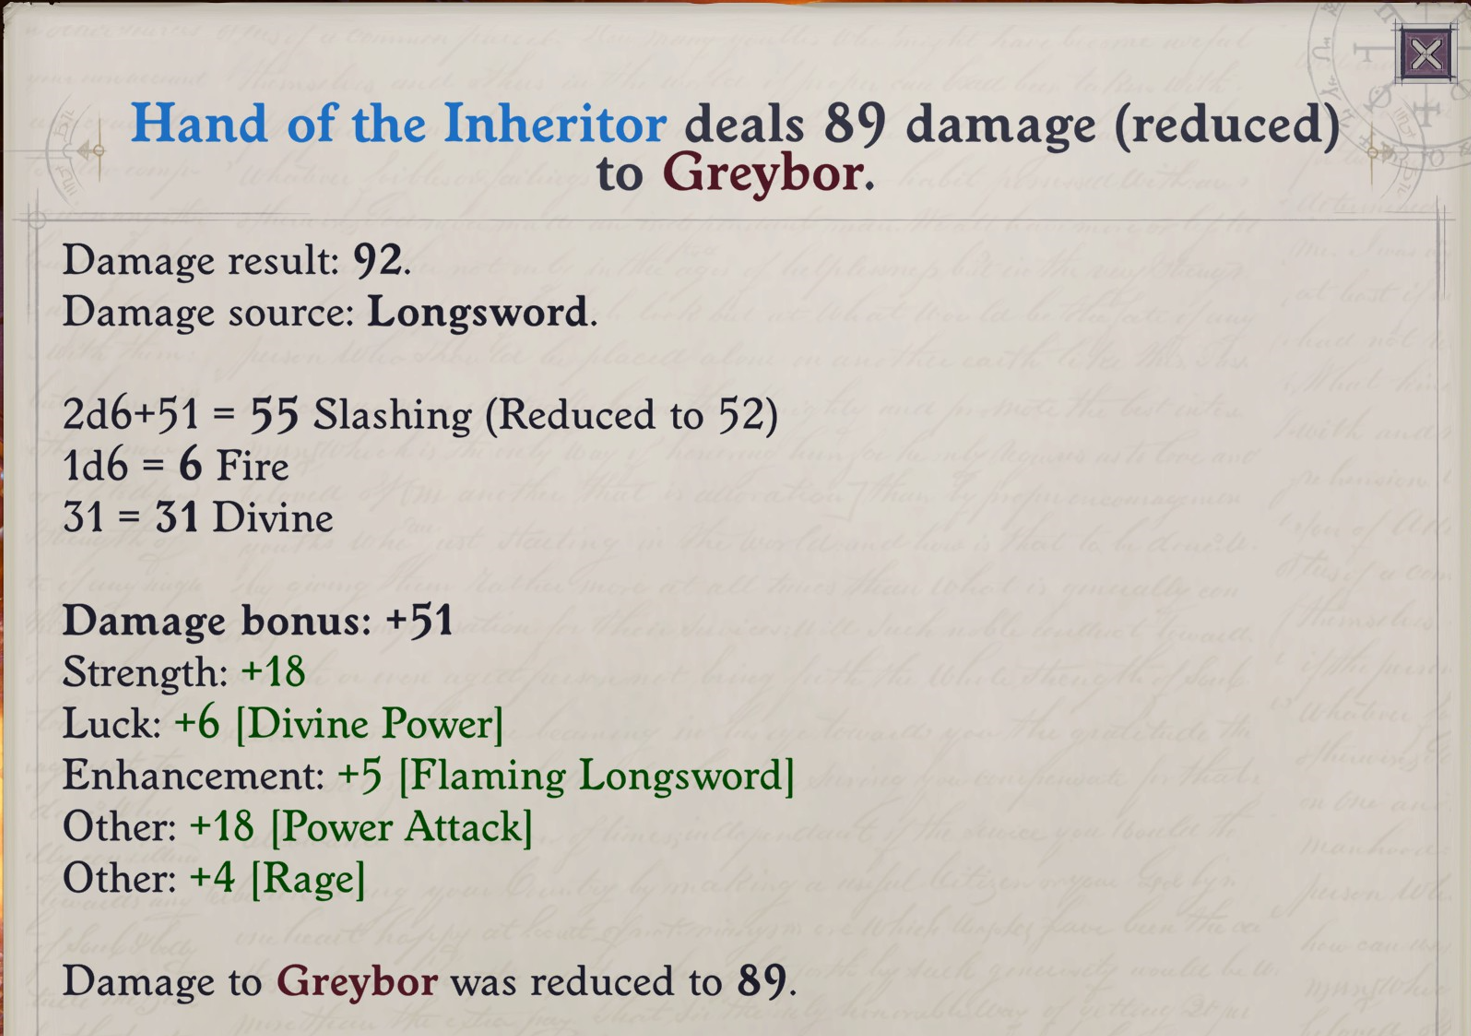 Hand of the Inheritor deals 89 damage (reduced)
to Greybor.
Damage result: 92.
Damage source: Longsword.
2d6+51 = 55 Slashing (Reduced to 52)
1d6 = 6 Fire
31 = 31 Divine
Damage bonus: +51
Strength: +18
Luck: +6 [Divine Power]
Enhancement: +5 [Flaming Longsword]
Other: +18 [Power Attack]
Other: +4 [Rage]
Damage to Greybor was reduced to 89.